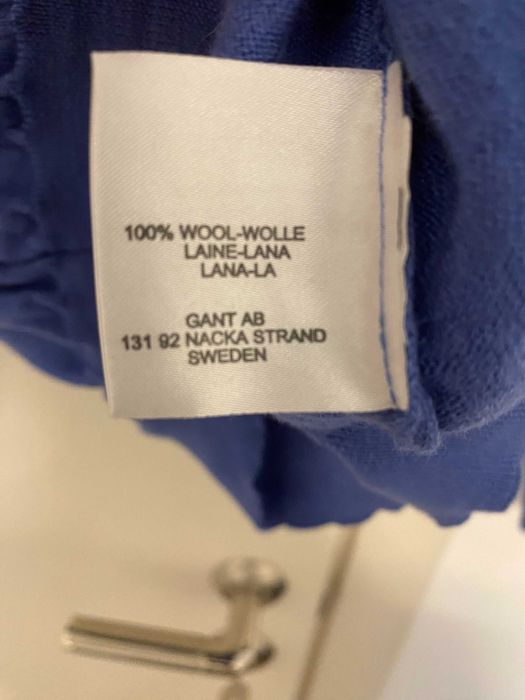 100% WOOL-WOLLE
LAINE-LANA
LANA-LA
GANT AB
131 92 NACKA STRAND
SWEDEN